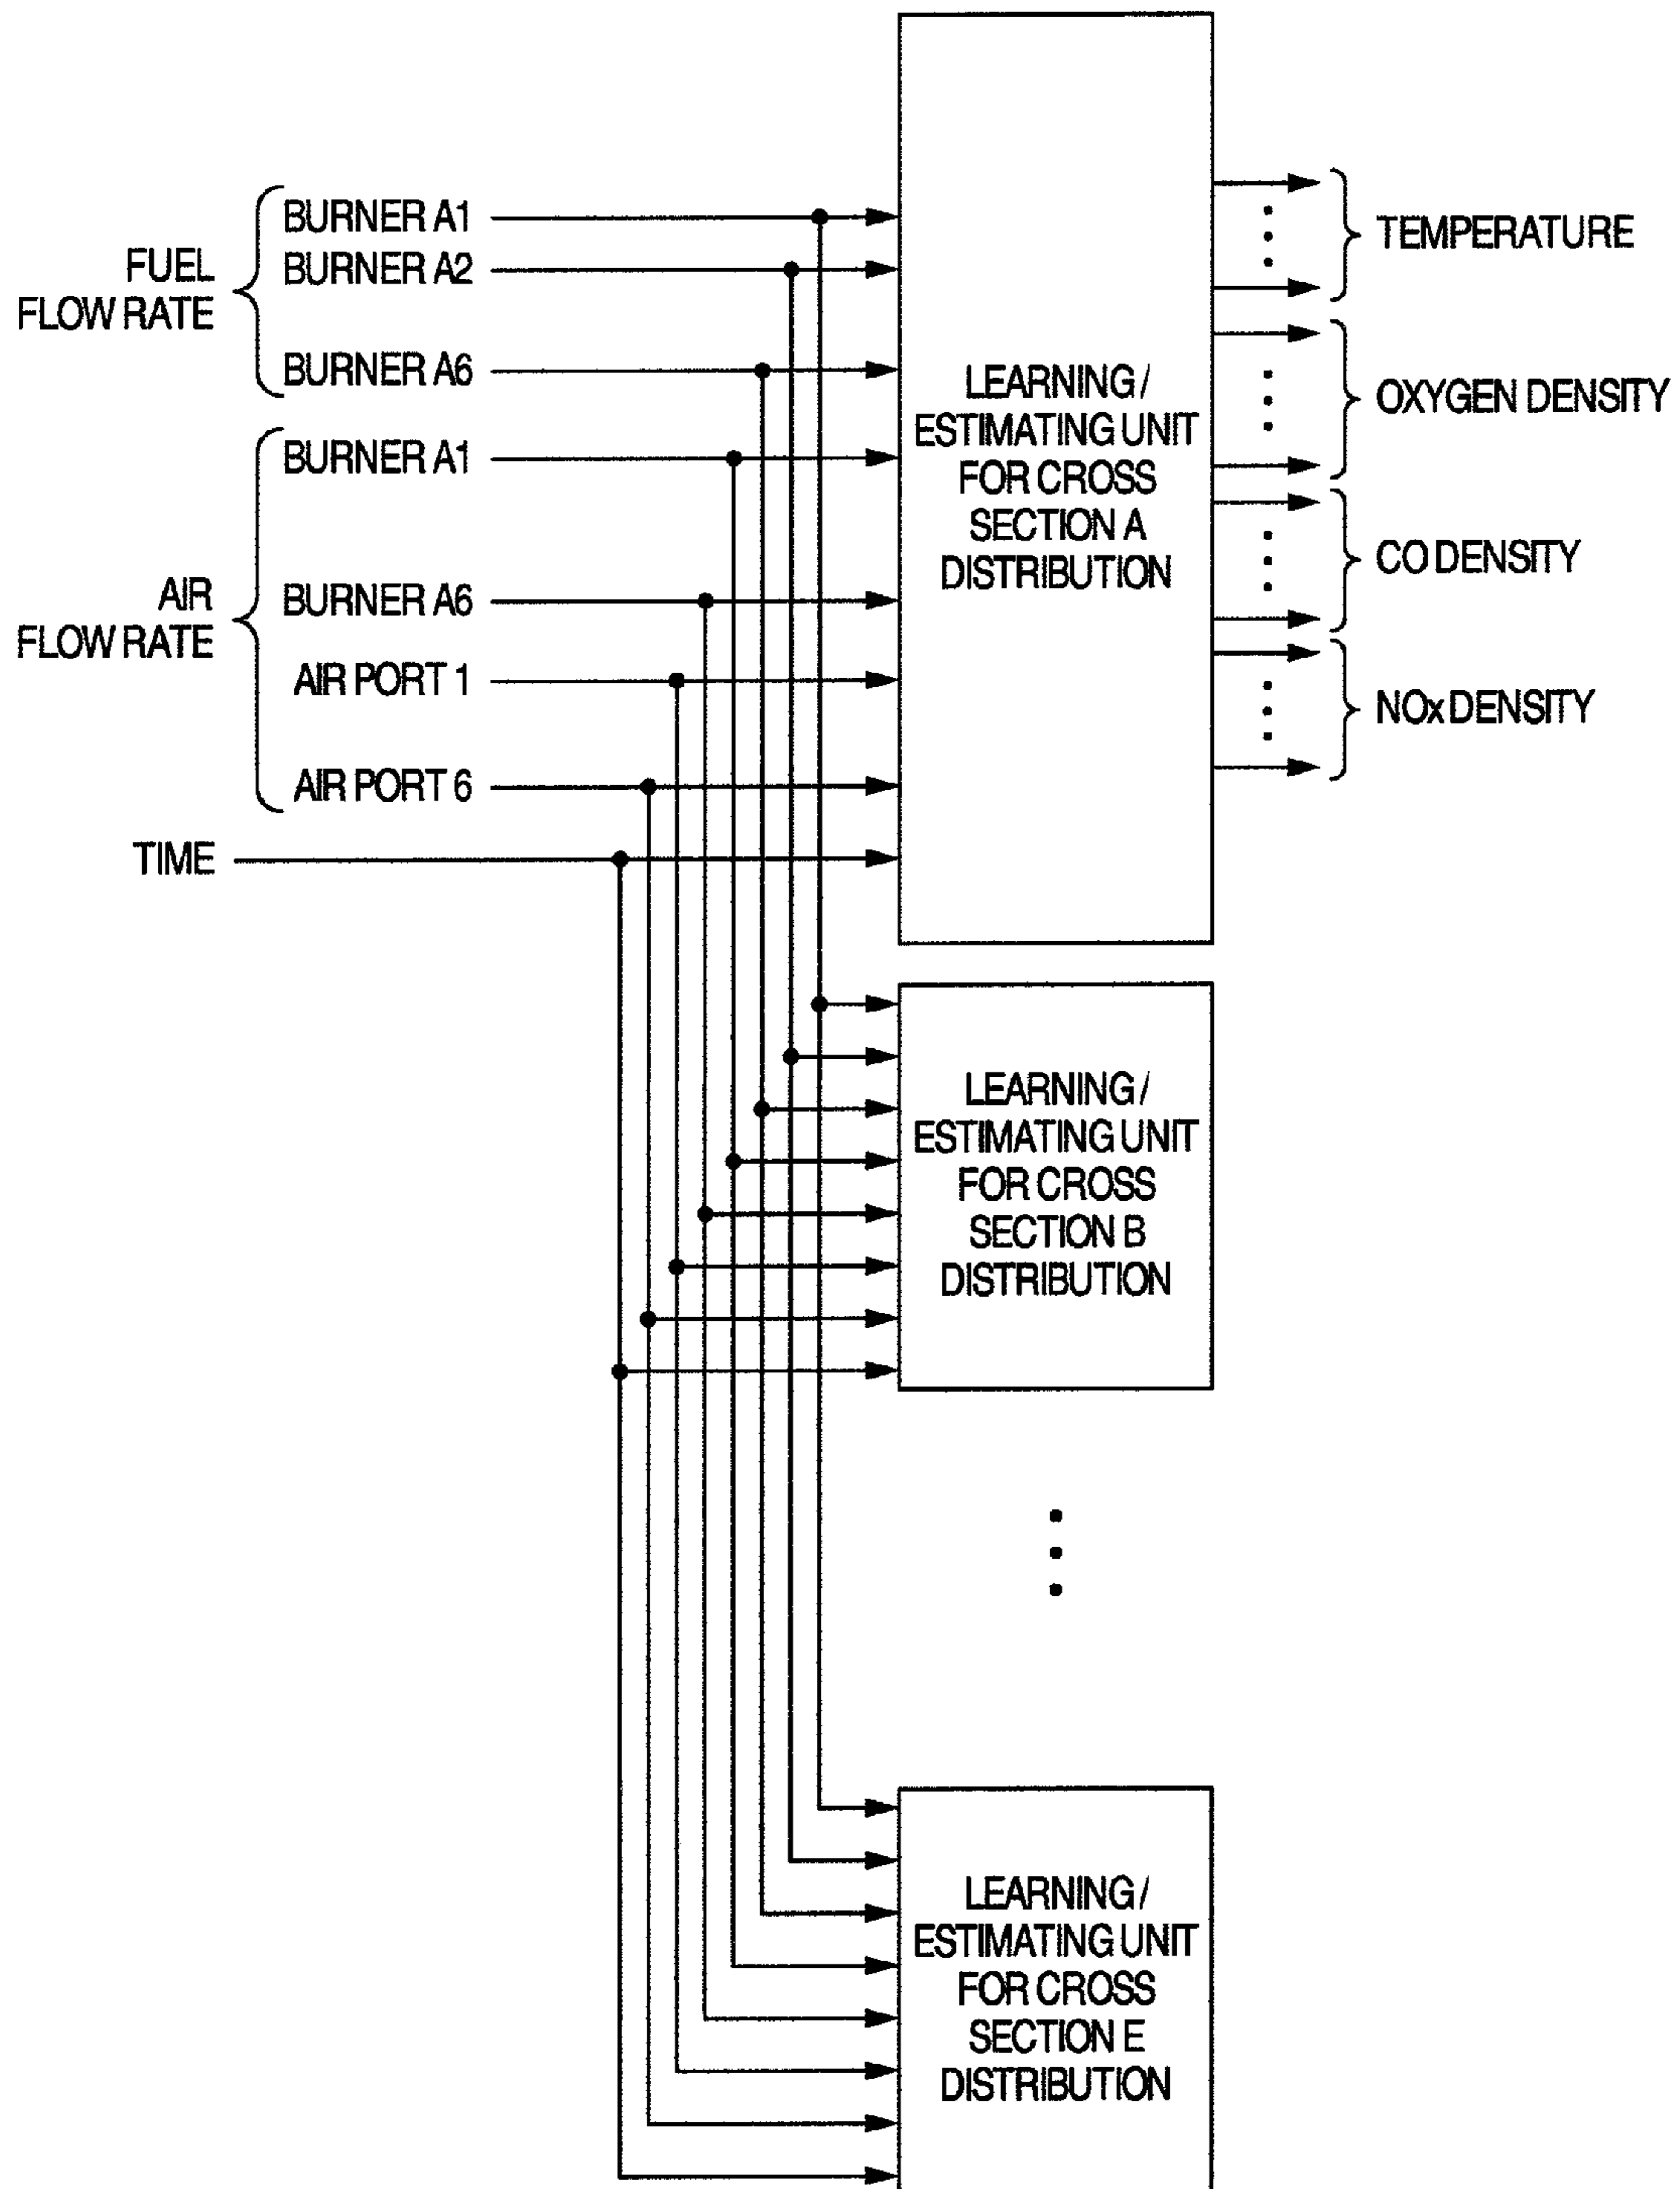 FUEL
FLOW RATE
BURNER A1
BURNER A2
BURNER A6
AIR
FLOW RATE
BURNER A1
BURNER A6
AIR PORT 1
AIR PORT 6
TIME
LEARNING /
ESTIMATING UNIT
FOR CROSS
SECTION A
DISTRIBUTION
TEMPERATURE
OXYGEN DENSITY
CO DENSITY
NOx DENSITY
LEARNING /
ESTIMATING UNIT
FOR CROSS
SECTION B
DISTRIBUTION
LEARNING /
ESTIMATING UNIT
FOR CROSS
SECTION E
DISTRIBUTION